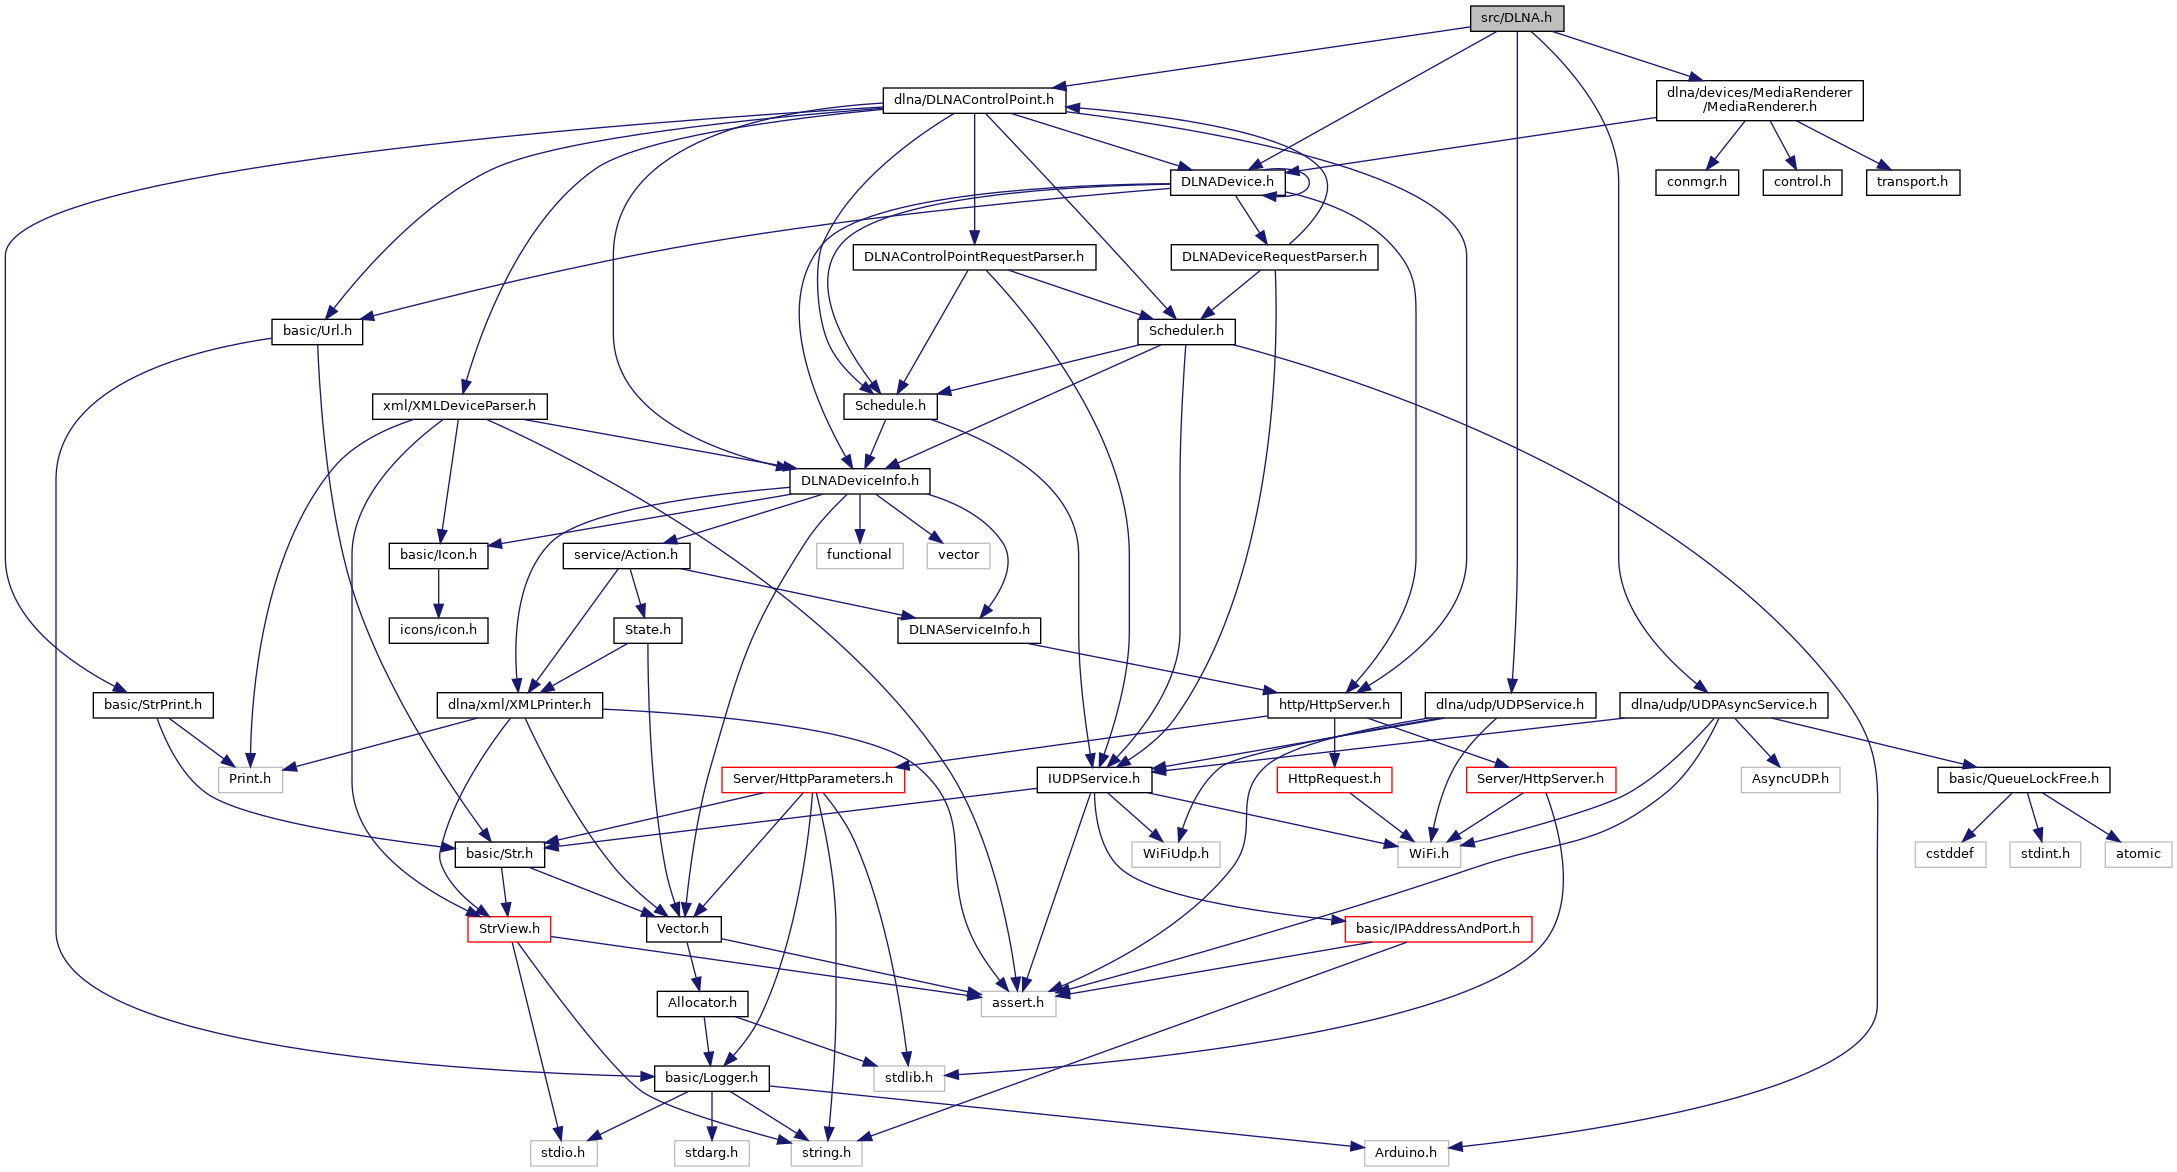 src/DLNA.h
dlna/DLNAControlPoint.h
dlna/devices/MediaRenderer
/MediaRenderer.h
DLNADevice.h
conmgr.h
control.h
transport.h
DLNAControlPointRequestParser.h
DLNADeviceRequestParser.h
basic/Url.h
Scheduler.h
xml/XMLDeviceParser.h
Schedule.h
DLNADeviceInfo.h
basic/Icon.h
service/Action.h
functional
vector
icons/icon.h
State.h
DLNAServiceInfo.h
basic/StrPrint.h
dlna/xml/XMLPrinter.h
http/HttpServer.h
dlna/udp/UDPService.h
dlna/udp/UDPAsyncService.h
Print.h
Server/HttpParameters.h
IUDPService.h
HttpRequest.h
Server/HttpServer.h
AsyncUDP.h
basic/QueueLockFree.h
basic/Str.h
WiFiUdp.h
WiFi.h
cstddef
stdint.h
atomic
StrView.h
Vector.h
basic/IPAddressAndPort.h
Allocator.h
assert.h
basic/Logger.h
stdlib.h
stdio.h
stdarg.h
string.h
Arduino.h